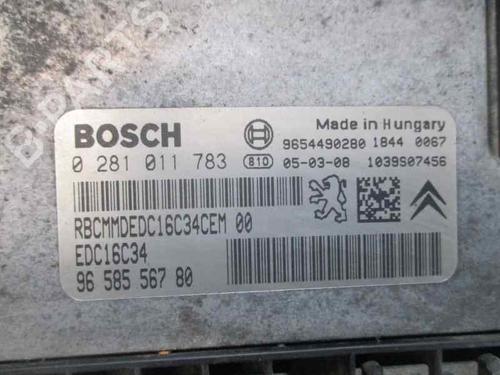 B PARTS
BOSCH
Made in Hungary
9654490280 1844 0067
0 281 011 783 810 05-03-08 1039S07456
RBCMMDEDC16C34CEM 00
EDC16C34
96 585 567 80